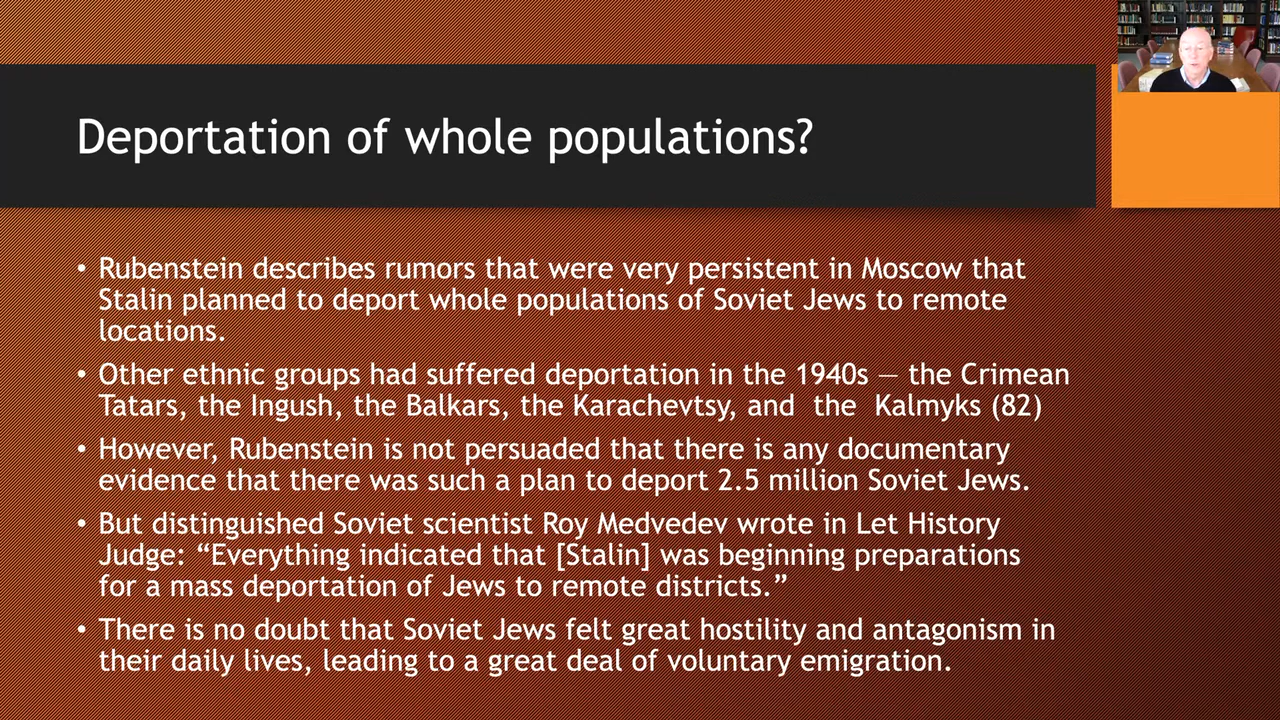 Deportation of whole populations?
• Rubenstein describes rumors that were very persistent in Moscow that
Stalin planned to deport whole populations of Soviet Jews to remote
locations.
• Other ethnic groups had suffered deportation in the 1940s — the Crimean
Tatars, the Ingush, the Balkars, the Karachevtsy, and  the  Kalmyks (82)
• However, Rubenstein is not persuaded that there is any documentary
evidence that there was such a plan to deport 2.5 million Soviet Jews.
• But distinguished Soviet scientist Roy Medvedev wrote in Let History
Judge: “Everything indicated that [Stalin] was beginning preparations
for a mass deportation of Jews to remote districts.”
• There is no doubt that Soviet Jews felt great hostility and antagonism in
their daily lives, leading to a great deal of voluntary emigration.